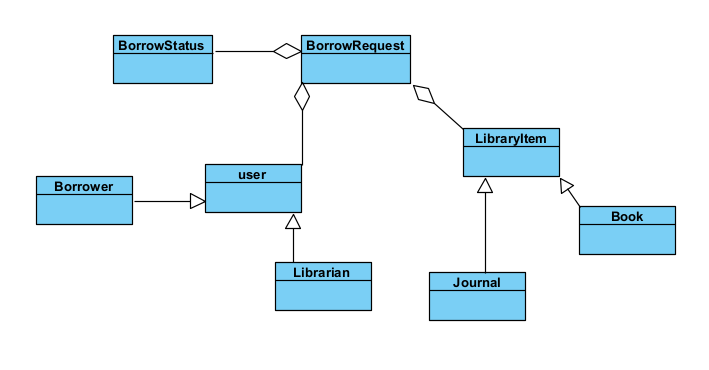 BorrowStatus
BorrowRequest
LibraryItem
user
Borrower
Book
Librarian
Journal